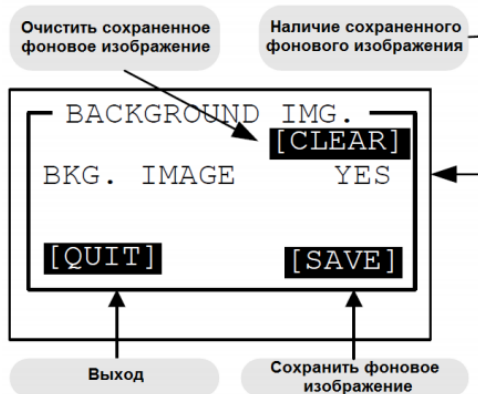 Очистить сохраненное
фоновое изображение
Наличие сохраненного
фонового изображения
BACKGROUND IMG.
[CLEAR]
BKG. IMAGE YES
[QUIT] [SAVE]
Выход
Сохранить фоновое
изображение